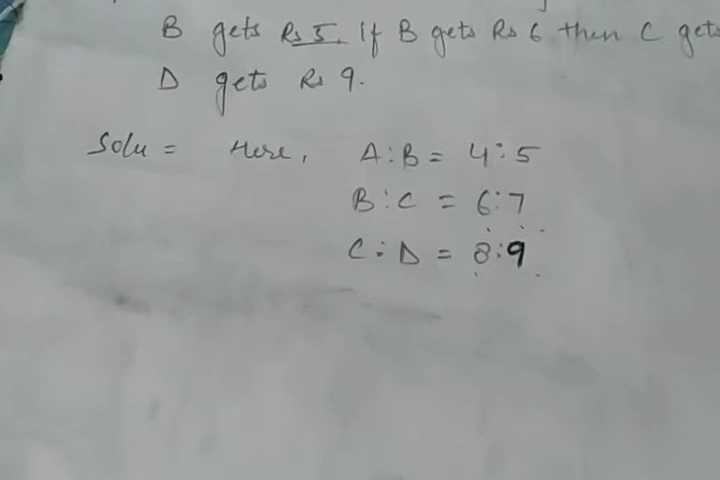 B gets Rs 5. If B gets Rs 6 then C gets
D gets Rs 9.
Solu = Here, A:B = 4:5
B:C = 6:7
C:D = 8:9